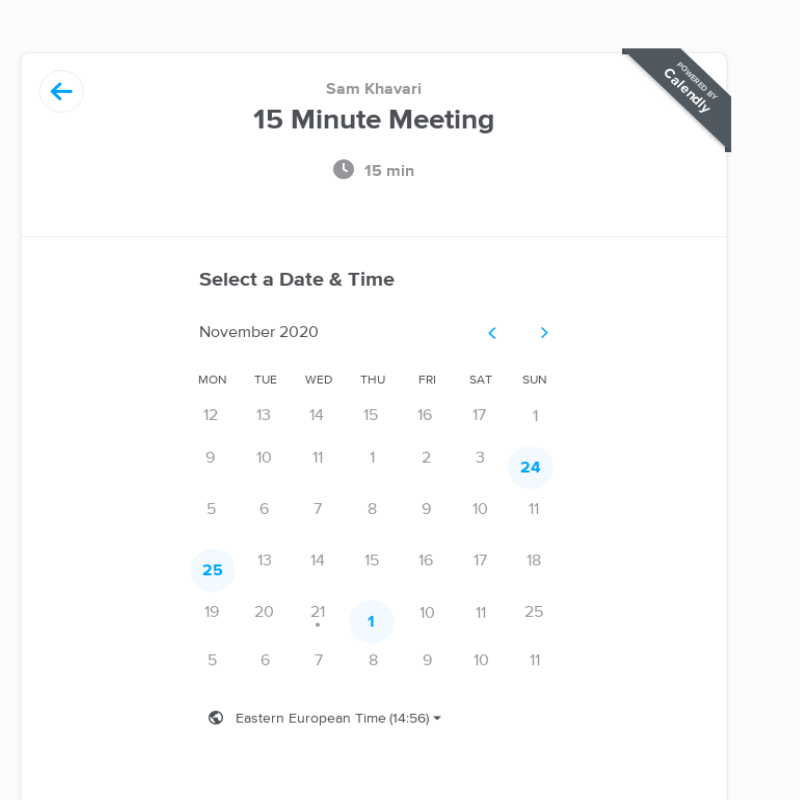 POWERED BY
Calendly
Sam Khavari
15 Minute Meeting
15 min
Select a Date & Time
November 2020
MON TUE WED THU FRI SAT SUN
12 13 14 15 16 17 1
9 10 11 1 2 3 24
5 6 7 8 9 10 11
25 13 14 15 16 17 18
19 20 21 1 10 11 25
5 6 7 8 9 10 11
Eastern European Time (14:56)